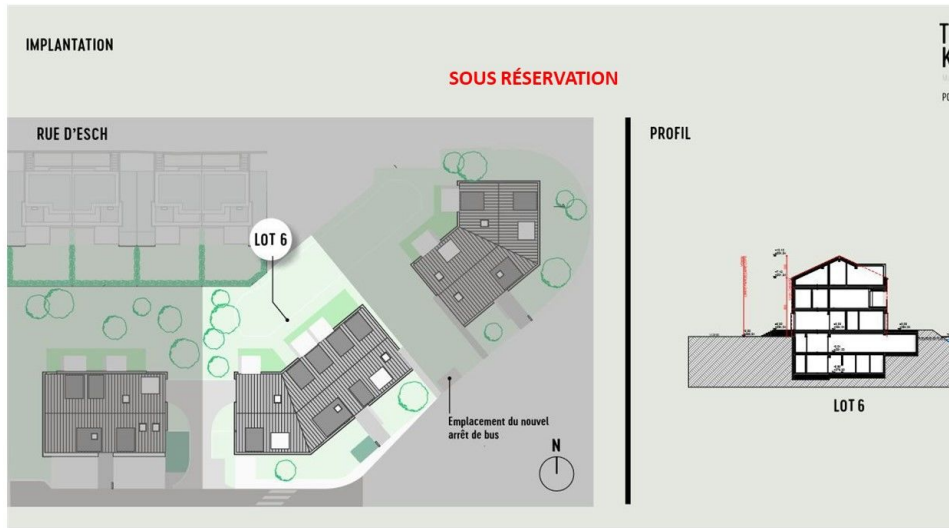 IMPLANTATION
SOUS RÉSERVATION
RUE D'ESCH
PROFIL
LOT 6
Emplacement du nouvel
arrêt de bus
N
LOT 6